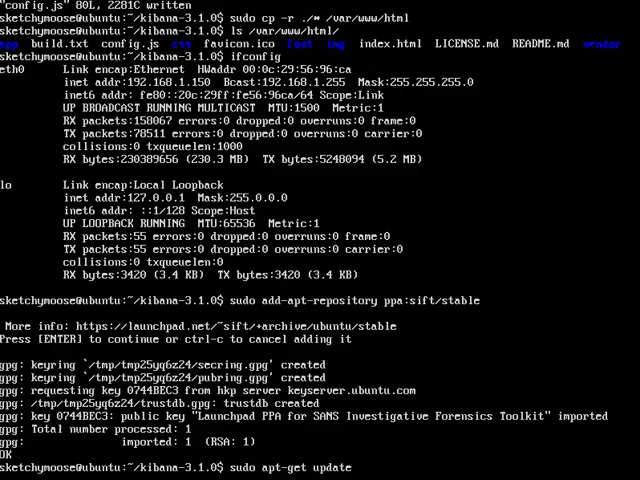 "config.js" 80L, 2281C written
sketchymoose@ubuntu:~/kibana-3.1.0$ sudo cp -r ./* /var/www/html
sketchymoose@ubuntu:~/kibana-3.1.0$ ls /var/www/html/
app  build.txt  config.js  css  favicon.ico  font  img  index.html  LICENSE.md  README.md  vendor
sketchymoose@ubuntu:~/kibana-3.1.0$ ifconfig
eth0      Link encap:Ethernet  HWaddr 00:0c:29:56:96:ca
          inet addr:192.168.1.150  Bcast:192.168.1.255  Mask:255.255.255.0
          inet6 addr: fe80::20c:29ff:fe56:96ca/64 Scope:Link
          UP BROADCAST RUNNING MULTICAST  MTU:1500  Metric:1
          RX packets:158067 errors:0 dropped:0 overruns:0 frame:0
          TX packets:78511 errors:0 dropped:0 overruns:0 carrier:0
          collisions:0 txqueuelen:1000
          RX bytes:230389656 (230.3 MB)  TX bytes:5248094 (5.2 MB)
lo        Link encap:Local Loopback
          inet addr:127.0.0.1  Mask:255.0.0.0
          inet6 addr: ::1/128 Scope:Host
          UP LOOPBACK RUNNING  MTU:65536  Metric:1
          RX packets:55 errors:0 dropped:0 overruns:0 frame:0
          TX packets:55 errors:0 dropped:0 overruns:0 carrier:0
          collisions:0 txqueuelen:0
          RX bytes:3420 (3.4 KB)  TX bytes:3420 (3.4 KB)
sketchymoose@ubuntu:~/kibana-3.1.0$ sudo add-apt-repository ppa:sift/stable
 More info: https://launchpad.net/~sift/+archive/ubuntu/stable
Press [ENTER] to continue or ctrl-c to cancel adding it
gpg: keyring `/tmp/tmp25yq6z24/secring.gpg' created
gpg: keyring `/tmp/tmp25yq6z24/pubring.gpg' created
gpg: requesting key 0744BEC3 from hkp server keyserver.ubuntu.com
gpg: /tmp/tmp25yq6z24/trustdb.gpg: trustdb created
gpg: key 0744BEC3: public key "Launchpad PPA for SANS Investigative Forensics Toolkit" imported
gpg: Total number processed: 1
gpg:               imported: 1  (RSA: 1)
OK
sketchymoose@ubuntu:~/kibana-3.1.0$ sudo apt-get update